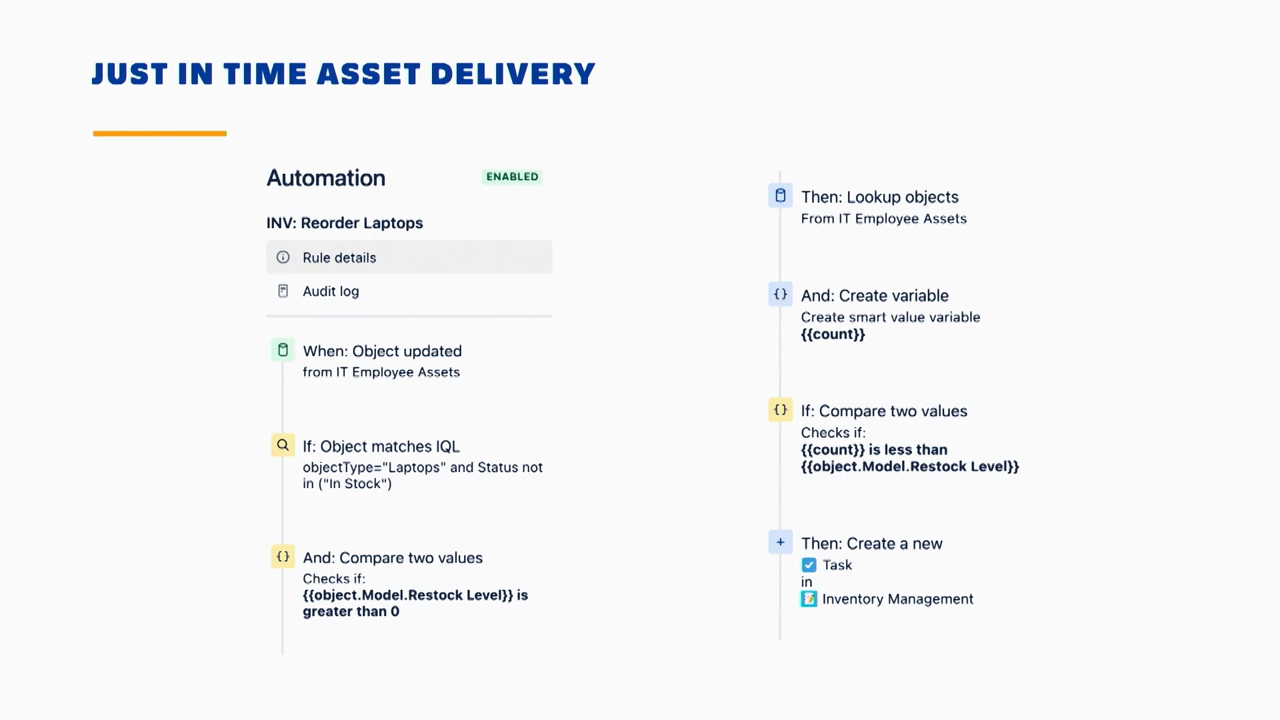 JUST IN TIME ASSET DELIVERY
Automation
ENABLED
INV: Reorder Laptops
Rule details
Audit log
When: Object updated
from IT Employee Assets
If: Object matches IQL
objectType="Laptops" and Status not
in ("In Stock")
And: Compare two values
Checks if:
{{object.Model.Restock Level}} is
greater than 0
Then: Lookup objects
From IT Employee Assets
And: Create variable
Create smart value variable
{{count}}
If: Compare two values
Checks if:
{{count}} is less than
{{object.Model.Restock Level}}
Then: Create a new
Task
in
Inventory Management